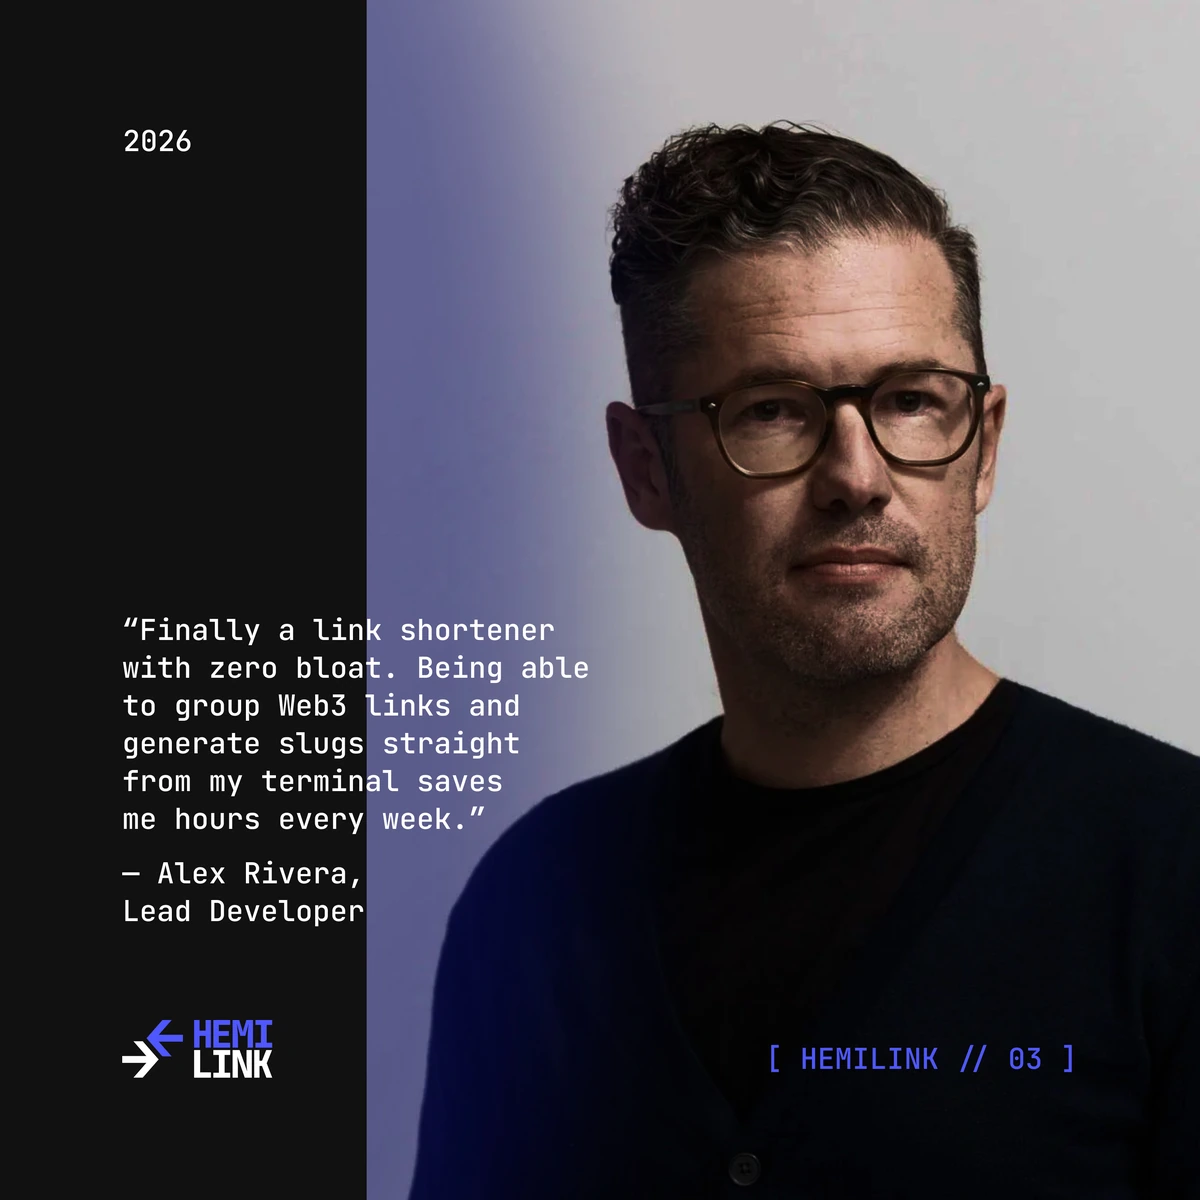 2026
“Finally a link shortener
with zero bloat. Being able
to group Web3 links and
generate slugs straight
from my terminal saves
me hours every week.”
— Alex Rivera,
Lead Developer
HEMI
LINK
[ HEMILINK // 03 ]